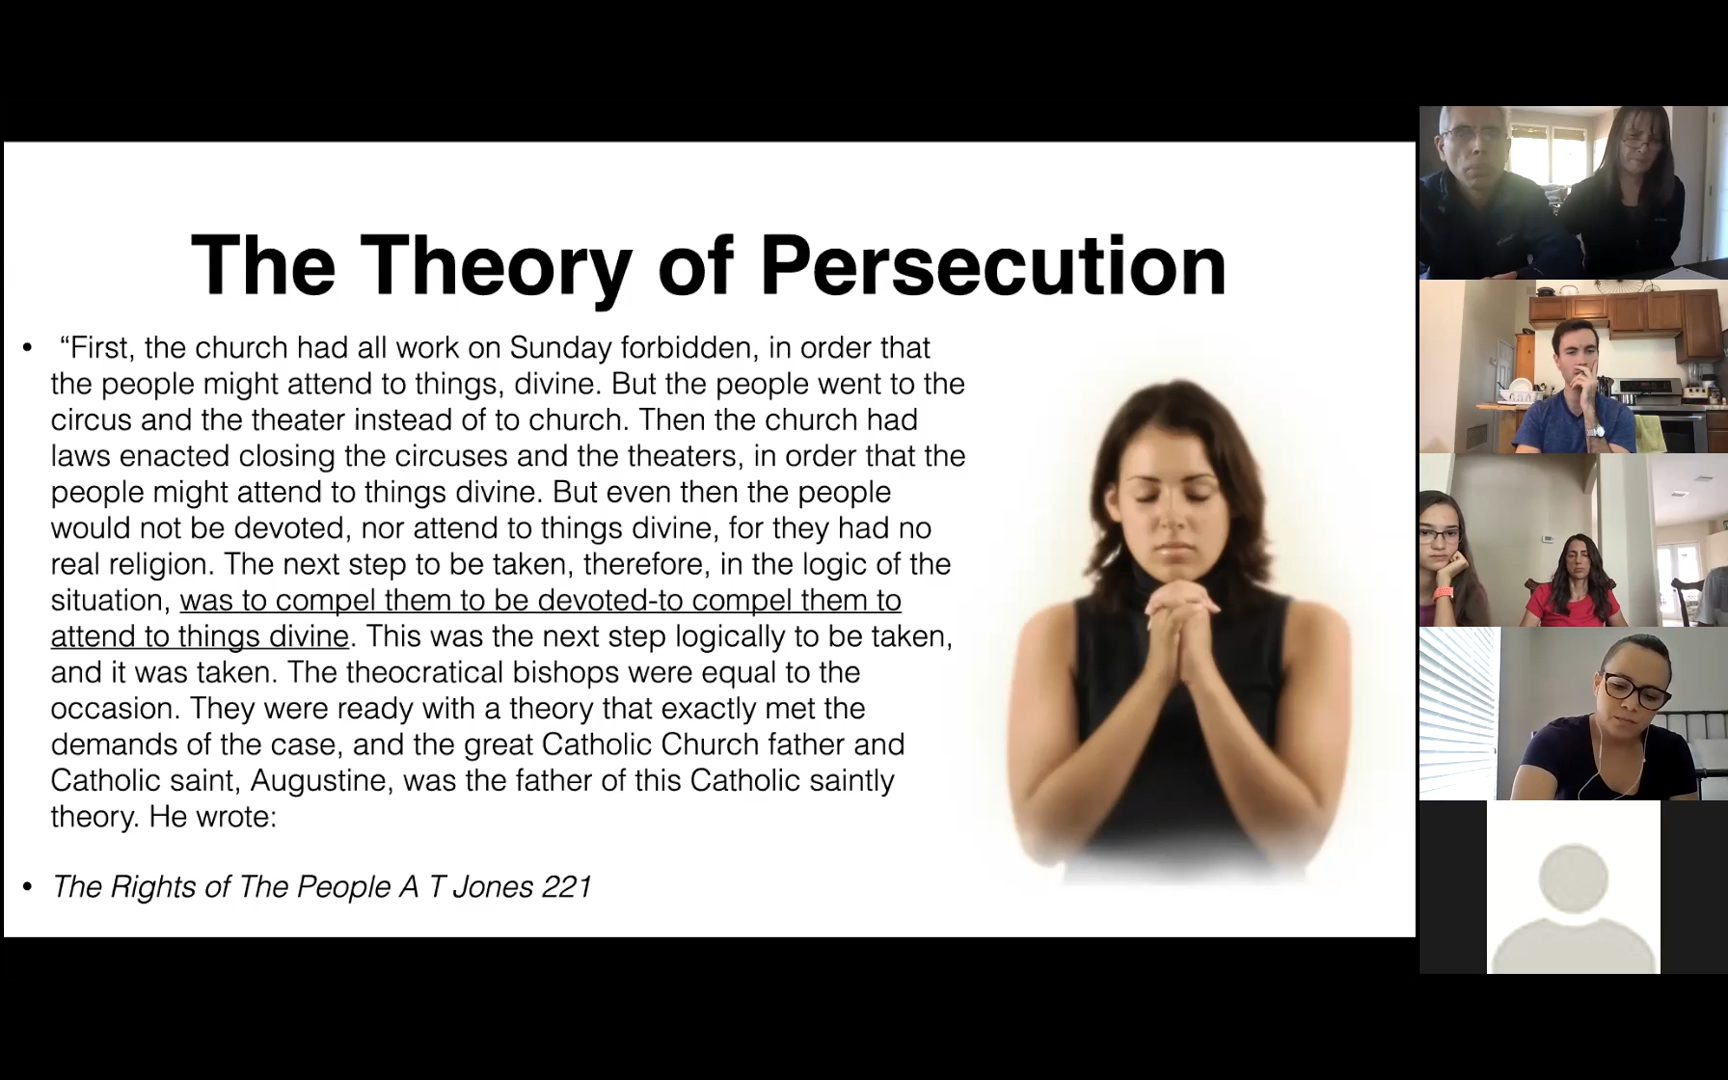 The Theory of Persecution
• “First, the church had all work on Sunday forbidden, in order that
the people might attend to things, divine. But the people went to the
circus and the theater instead of to church. Then the church had
laws enacted closing the circuses and the theaters, in order that the
people might attend to things divine. But even then the people
would not be devoted, nor attend to things divine, for they had no
real religion. The next step to be taken, therefore, in the logic of the
situation, was to compel them to be devoted-to compel them to
attend to things divine. This was the next step logically to be taken,
and it was taken. The theocratical bishops were equal to the
occasion. They were ready with a theory that exactly met the
demands of the case, and the great Catholic Church father and
Catholic saint, Augustine, was the father of this Catholic saintly
theory. He wrote:
• The Rights of The People A T Jones 221